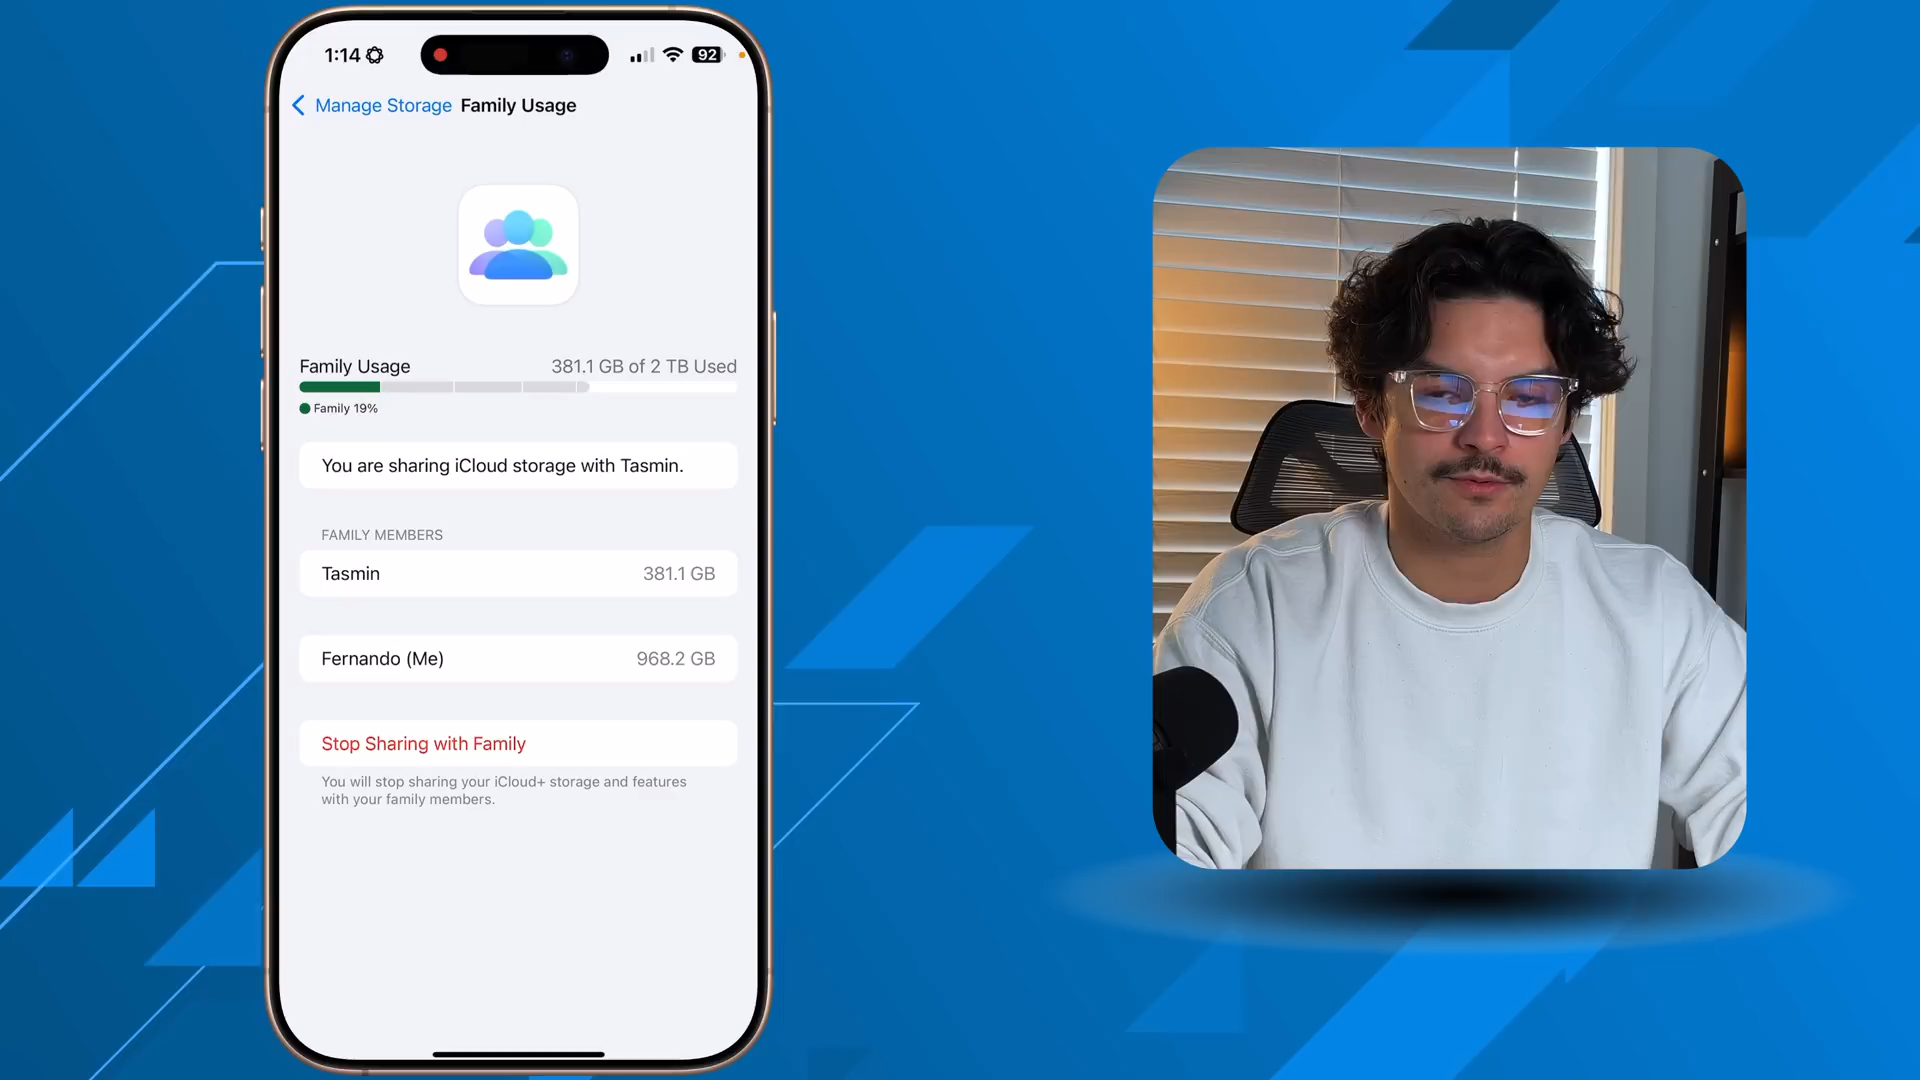 1:14
92
Manage Storage Family Usage
Family Usage 381.1 GB of 2 TB Used
Family 19%
You are sharing iCloud storage with Tasmin.
FAMILY MEMBERS
Tasmin 381.1 GB
Fernando (Me) 968.2 GB
Stop Sharing with Family
You will stop sharing your iCloud+ storage and features
with your family members.